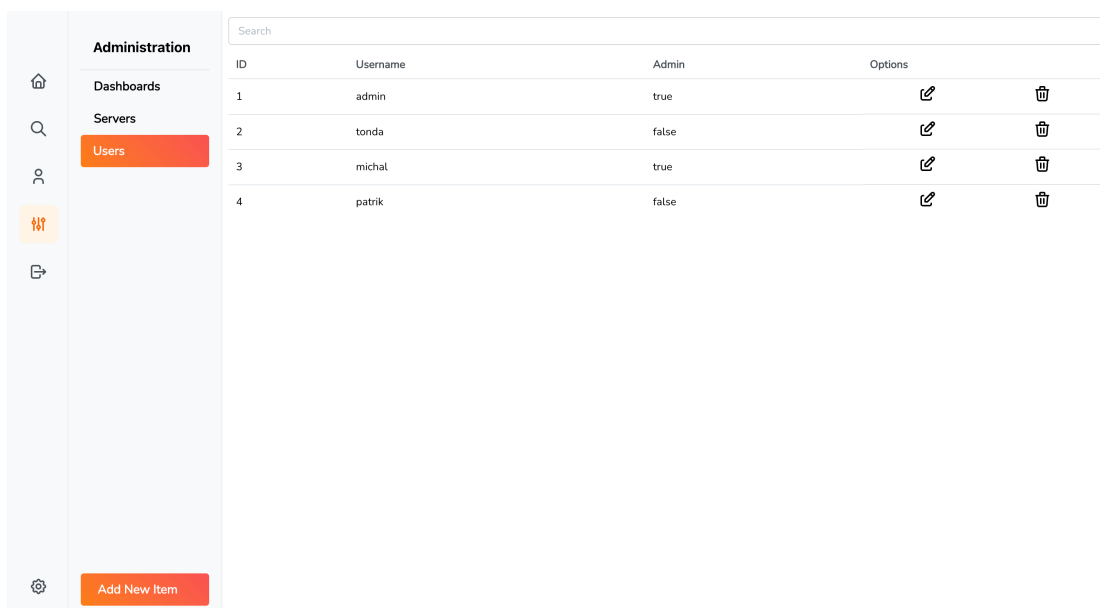 Administration
Dashboards
Servers
Users
Add New Item
Search
ID Username Admin Options
1 admin true
2 tonda false
3 michal true
4 patrik false